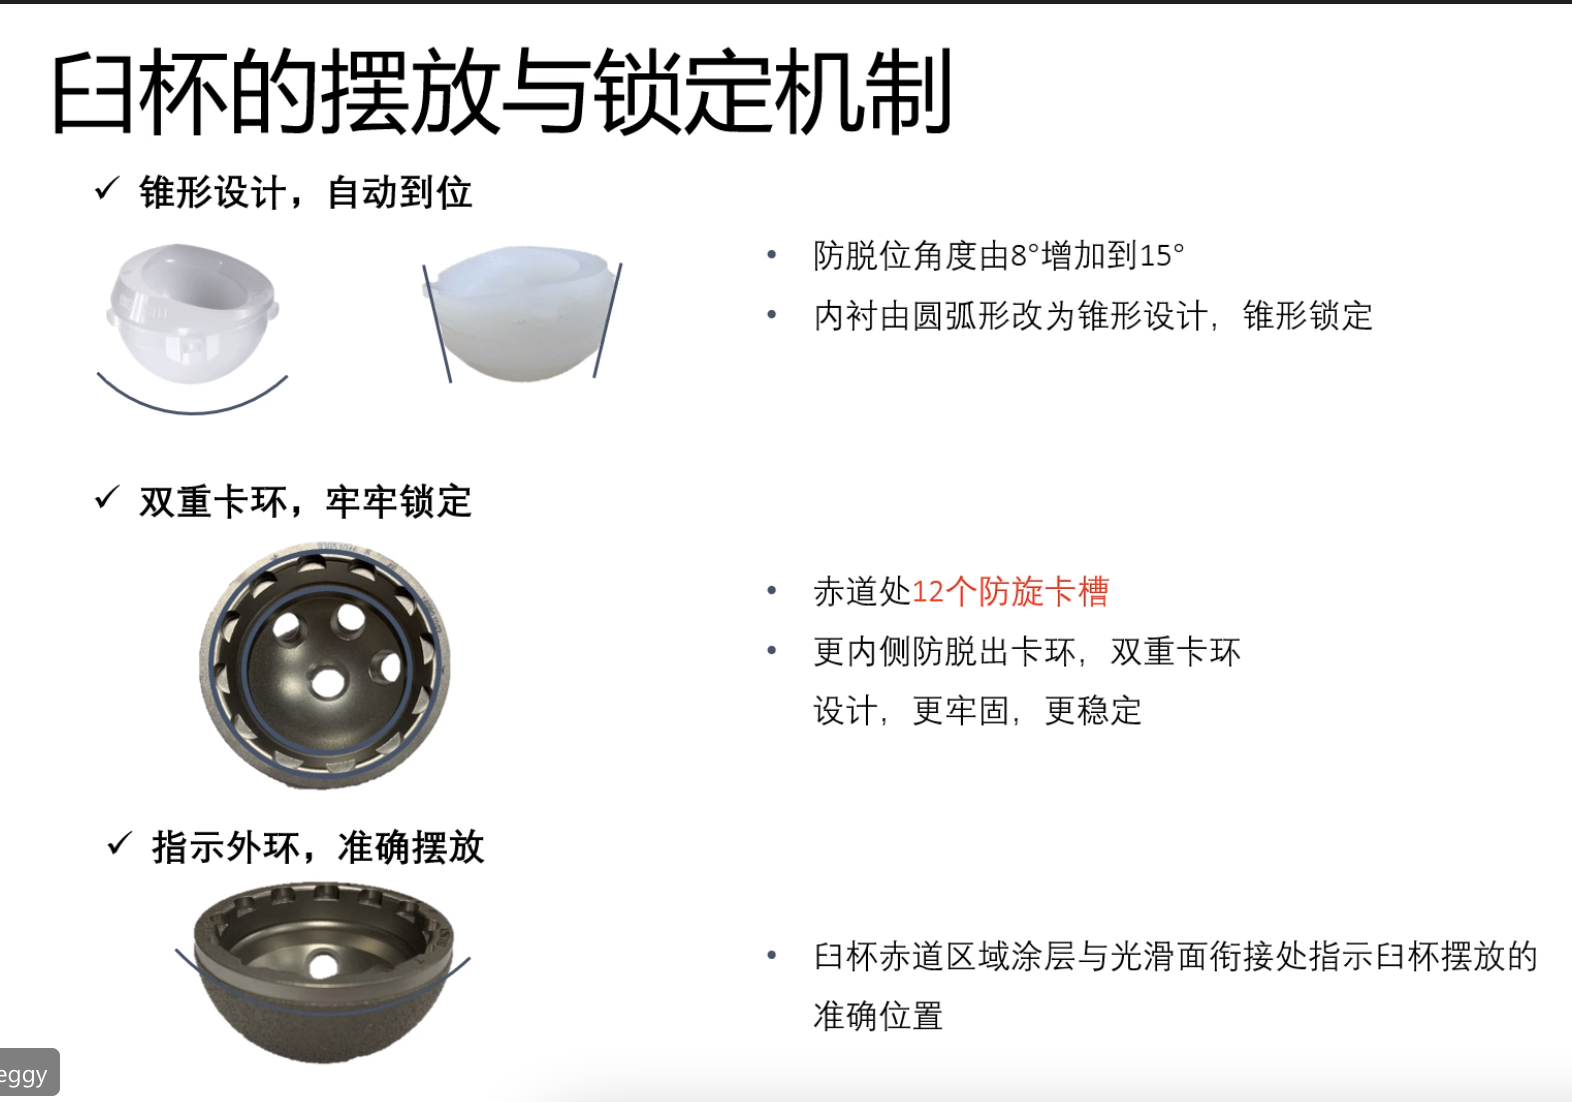 臼杯的摆放与锁定机制
✓ 锥形设计，自动到位
• 防脱位角度由8°增加到15°
• 内衬由圆弧形改为锥形设计，锥形锁定
✓ 双重卡环，牢牢锁定
• 赤道处12个防旋卡槽
• 更内侧防脱出卡环，双重卡环
设计，更牢固，更稳定
✓ 指示外环，准确摆放
• 臼杯赤道区域涂层与光滑面衔接处指示臼杯摆放的
准确位置
eggy